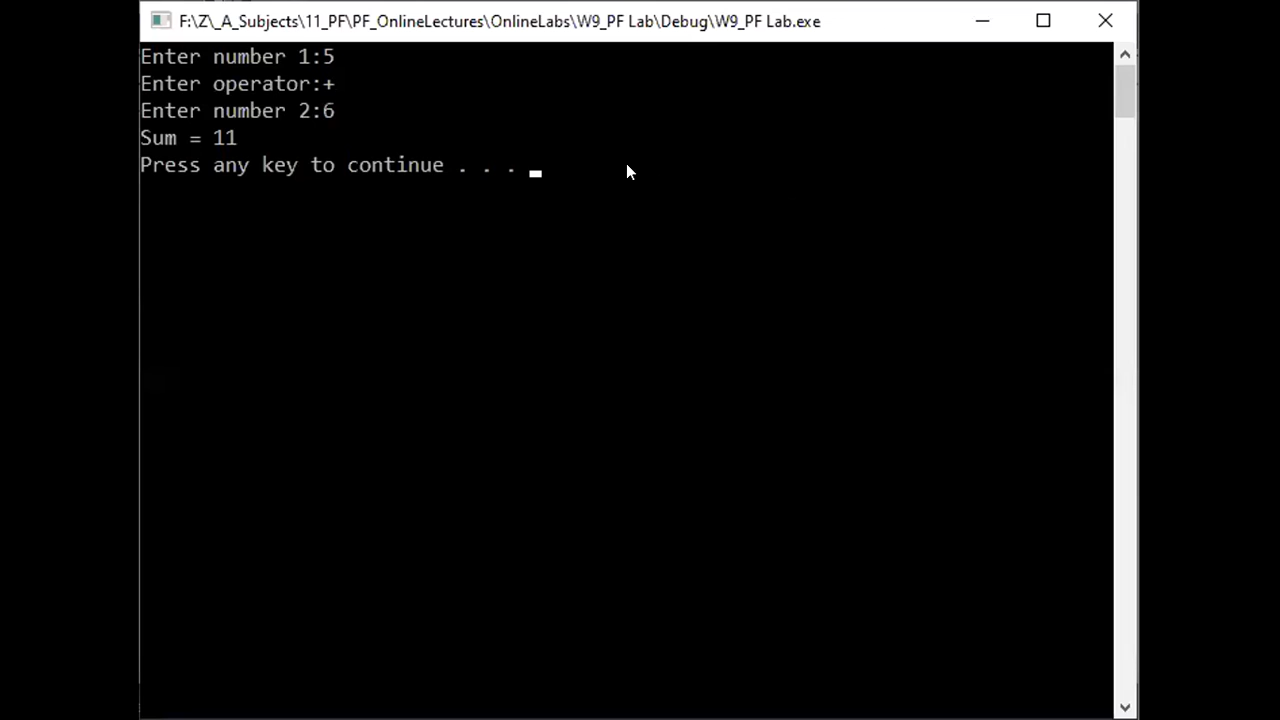 F:\Z\_A_Subjects\11_PF\PF_OnlineLectures\OnlineLabs\W9_PF Lab\Debug\W9_PF Lab.exe
Enter number 1:5
Enter operator:+
Enter number 2:6
Sum = 11
Press any key to continue . . .